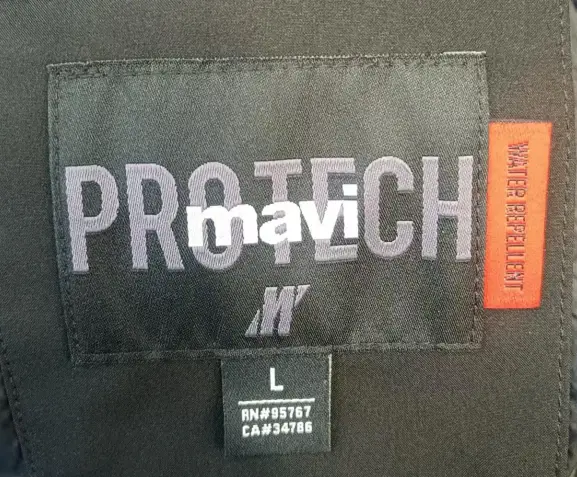 PROTECH
mavi
M
WATER REPELLENT
L
RN#95767
CA#34786